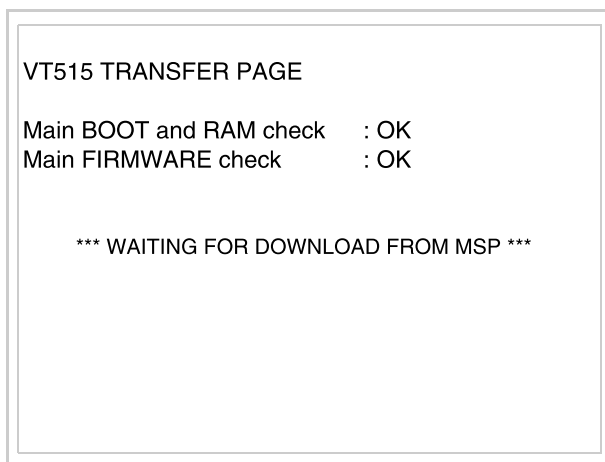 VT515 TRANSFER PAGE
Main BOOT and RAM check : OK
Main FIRMWARE check : OK
*** WAITING FOR DOWNLOAD FROM MSP ***